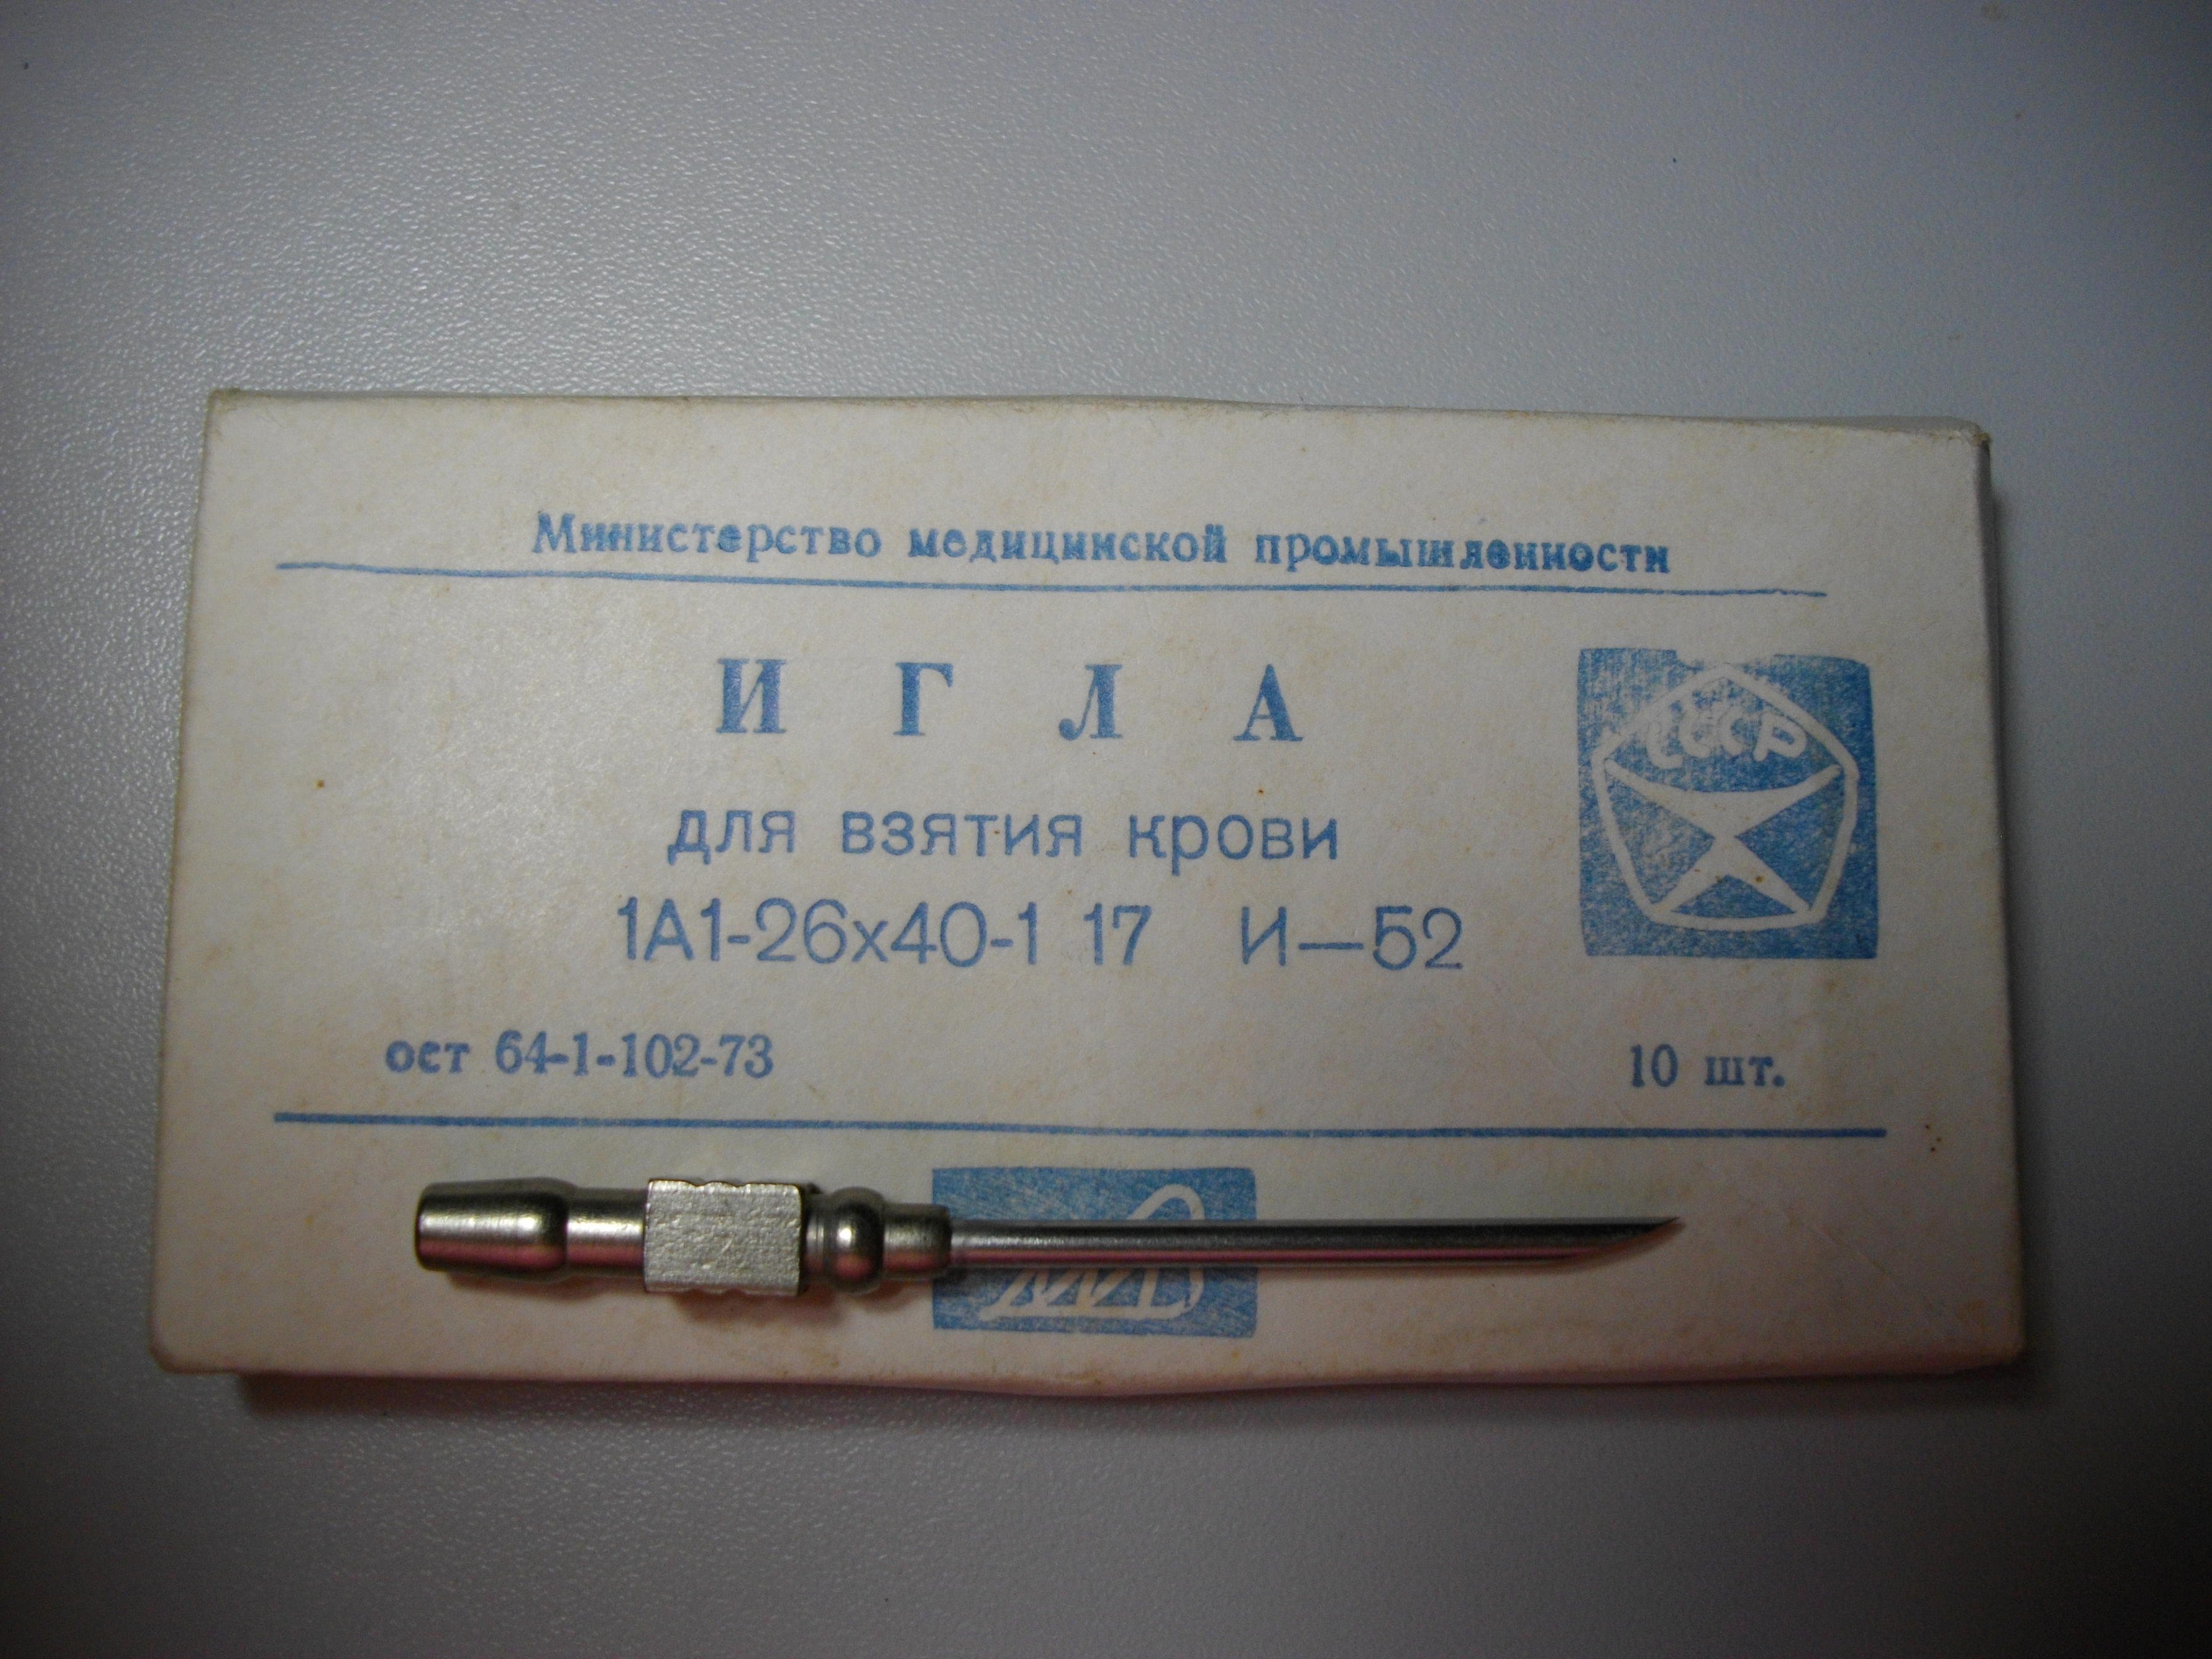 Министерство медицинской промышленности
ИГЛА
СССР
для взятия крови
1А1-26х40-1 17 И—52
ост 64-1-102-73
10 шт.